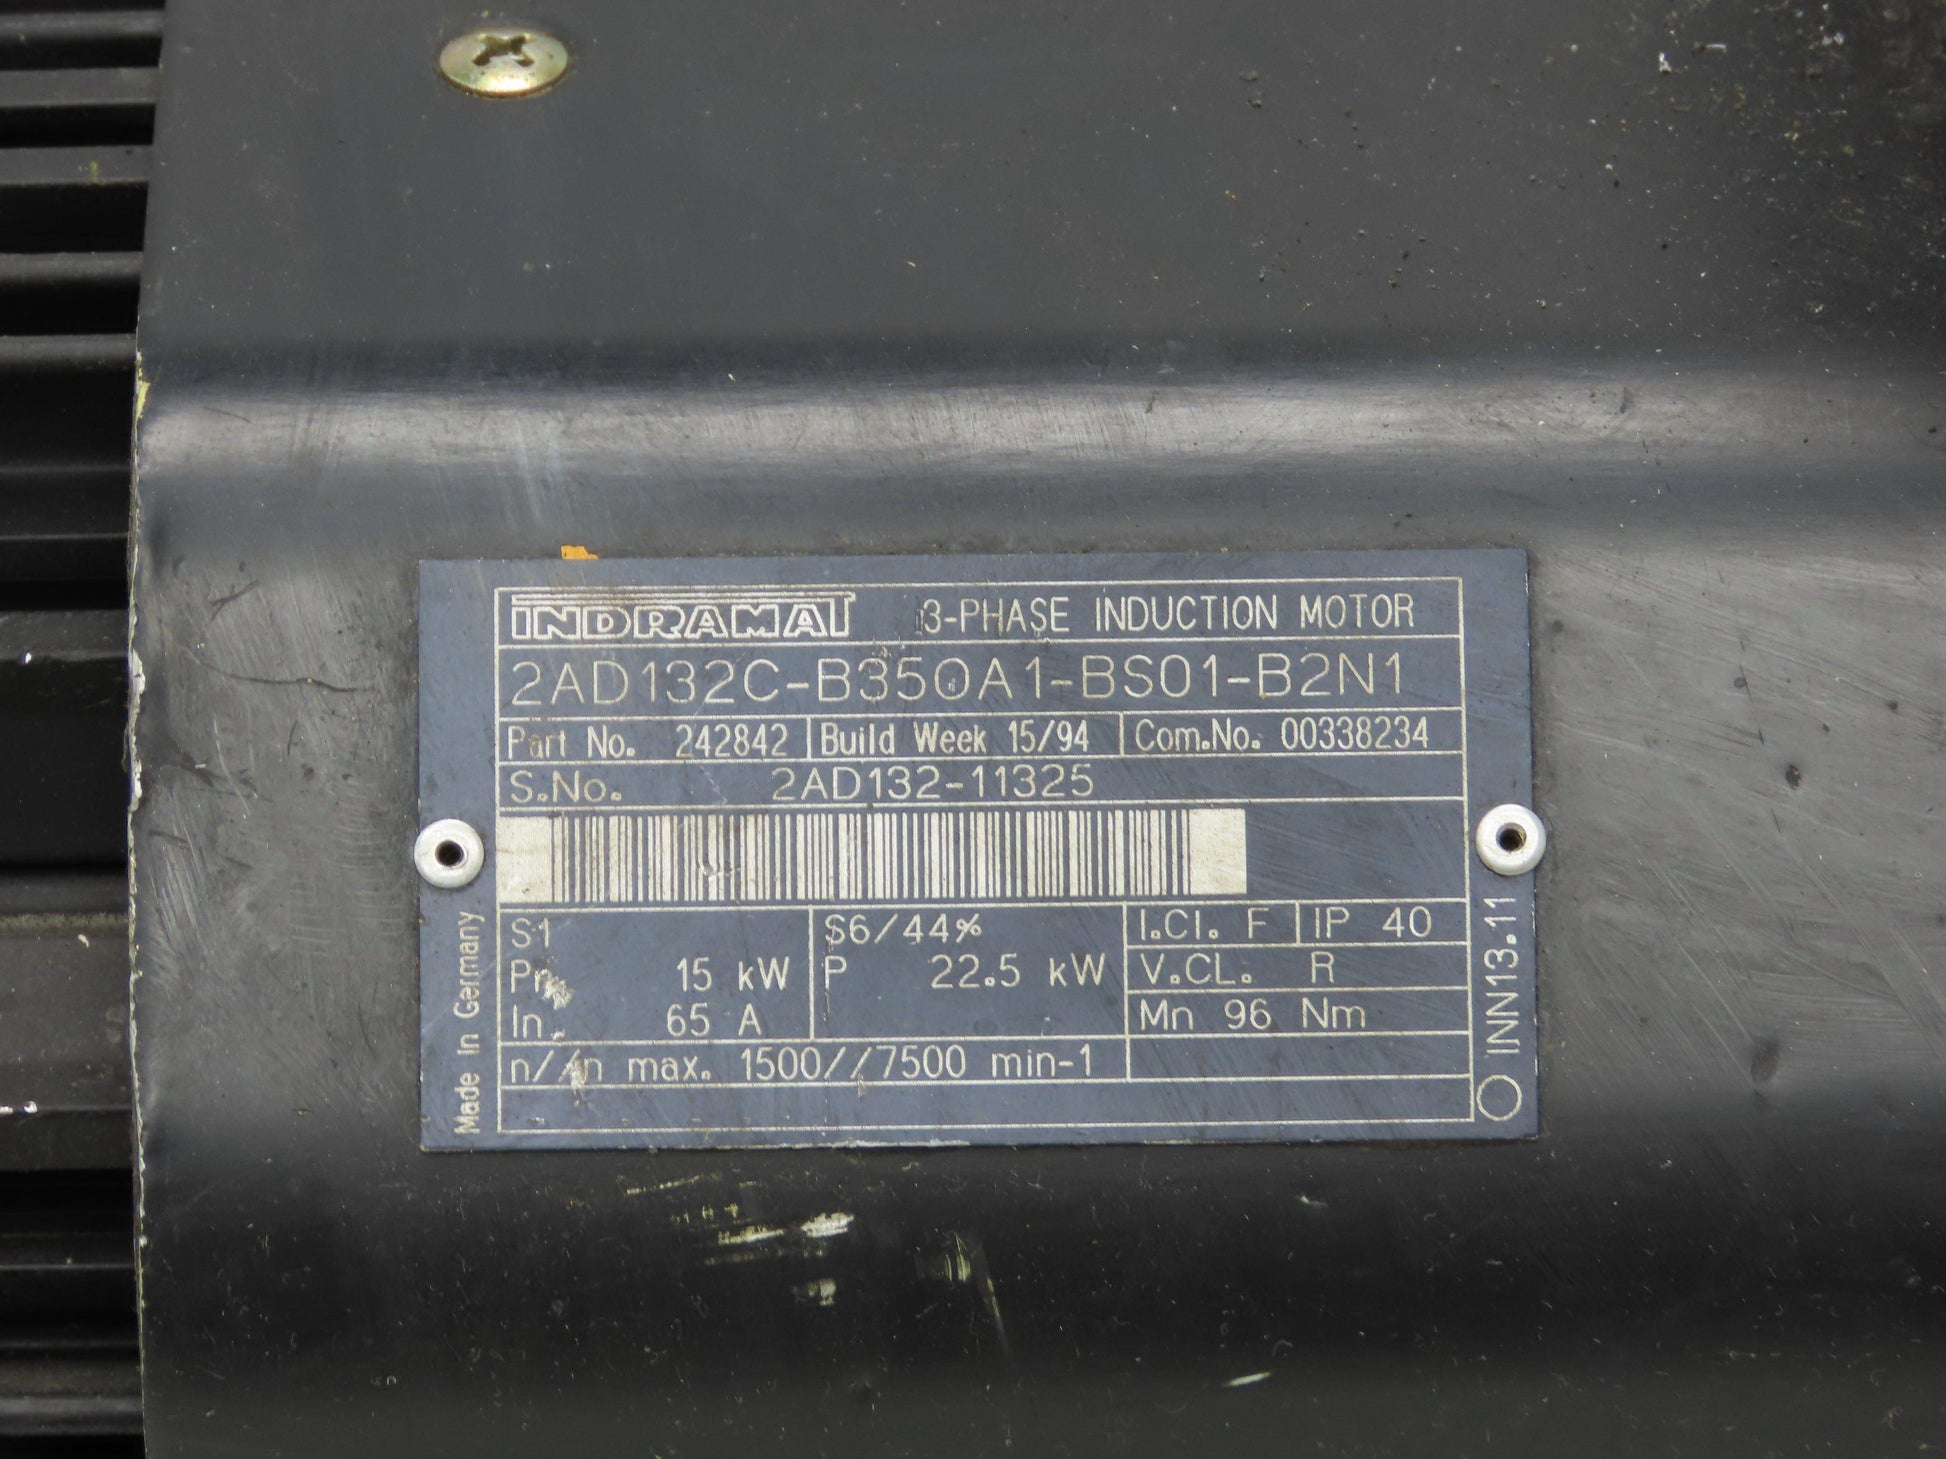 INDRAMAT 3-PHASE INDUCTION MOTOR
2AD132C-B350A1-BS01-B2N1
Part No. 242842 Build Week 15/94 Com.No. 00338234
S.No. 2AD132-11325
S1 S6/44% I.Cl. F IP 40
Pn 15 kW P 22.5 kW V.CL. R
In. 65 A Mn 96 Nm
n//n max. 1500//7500 min-1
Made in Germany
INN13.11